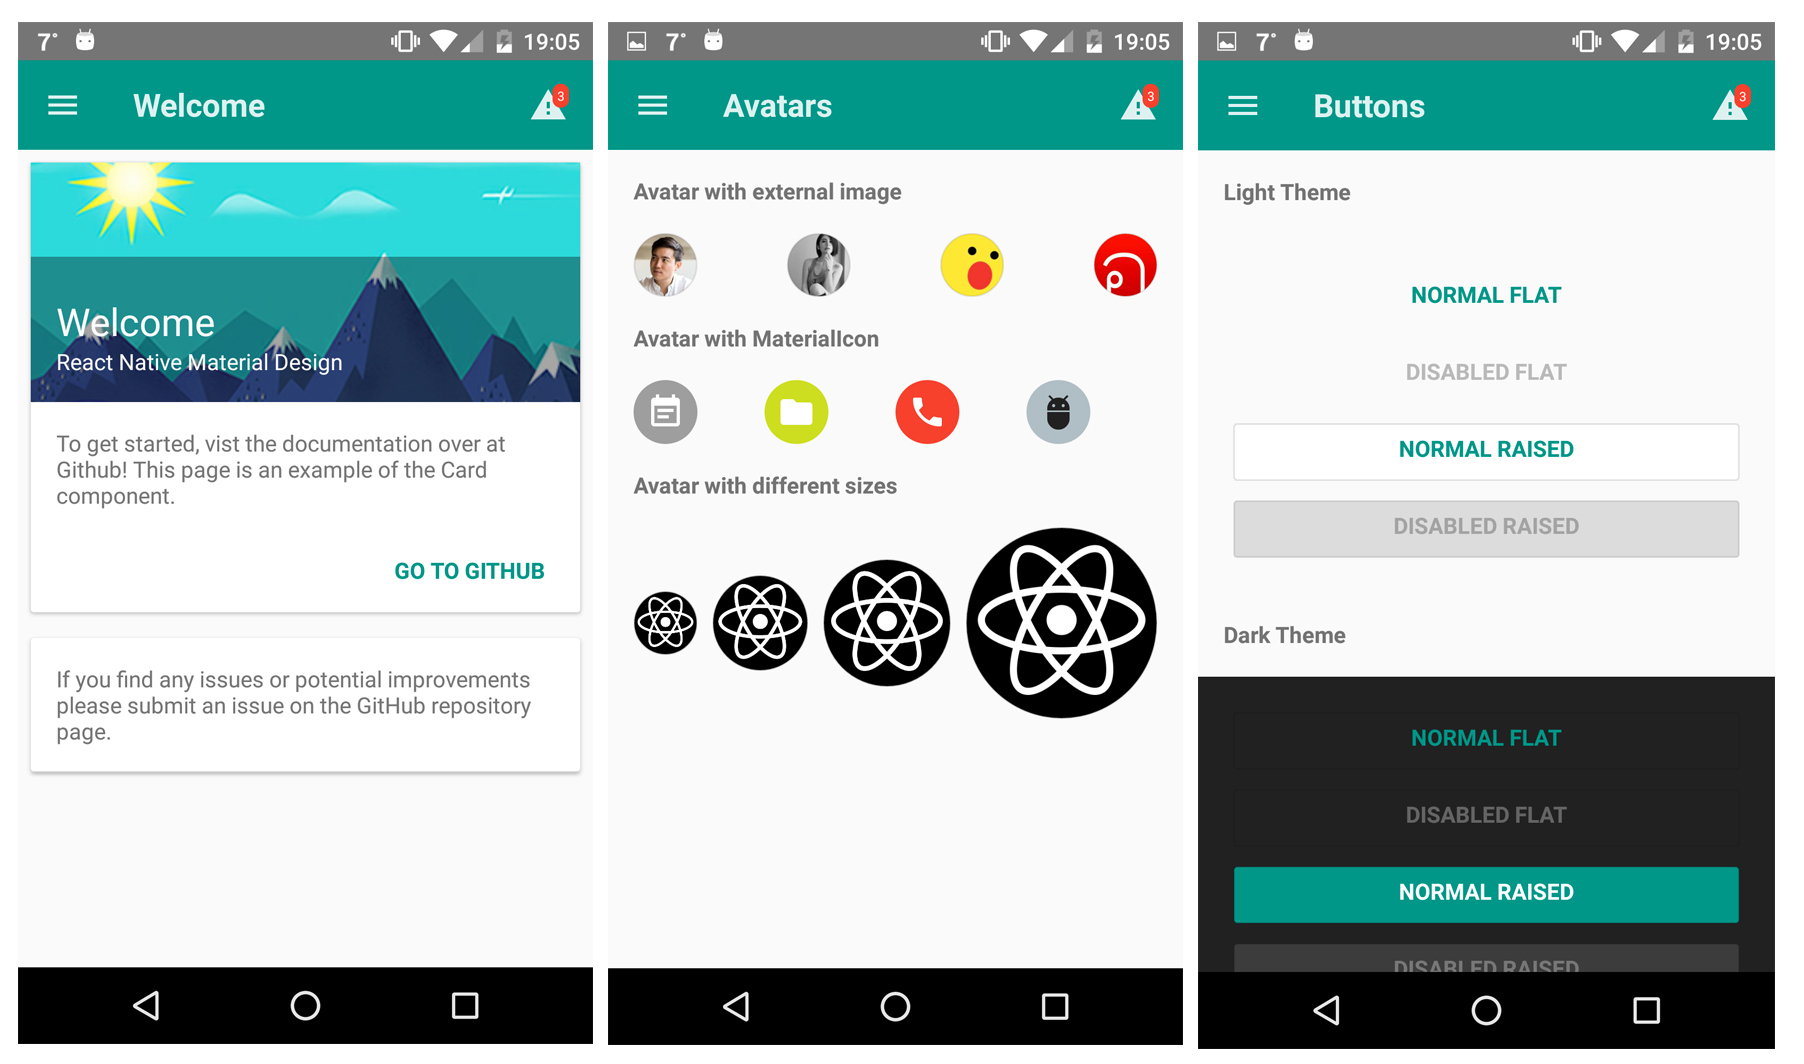 7°
19:05
Welcome
3
Welcome
React Native Material Design
To get started, vist the documentation over at
Github! This page is an example of the Card
component.
GO TO GITHUB
If you find any issues or potential improvements
please submit an issue on the GitHub repository
page.
7°
19:05
Avatars
3
Avatar with external image
Avatar with MaterialIcon
Avatar with different sizes
7°
19:05
Buttons
3
Light Theme
NORMAL FLAT
DISABLED FLAT
NORMAL RAISED
DISABLED RAISED
Dark Theme
NORMAL FLAT
DISABLED FLAT
NORMAL RAISED
DISABLED RAISED